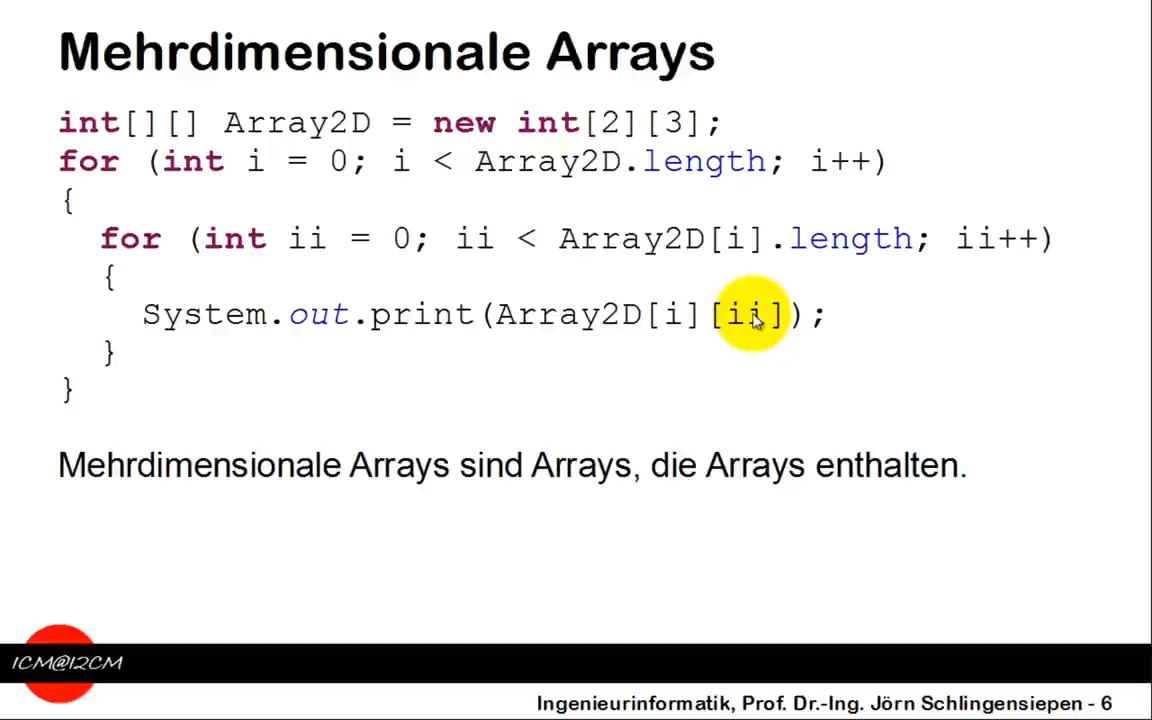 Mehrdimensionale Arrays
int[][] Array2D = new int[2][3];
for (int i = 0; i < Array2D.length; i++)
{
for (int ii = 0; ii < Array2D[i].length; ii++)
{
System.out.print(Array2D[i][ii]);
}
}
Mehrdimensionale Arrays sind Arrays, die Arrays enthalten.
1CM@12CM
Ingenieurinformatik, Prof. Dr.-Ing. Jörn Schlingensiepen - 6